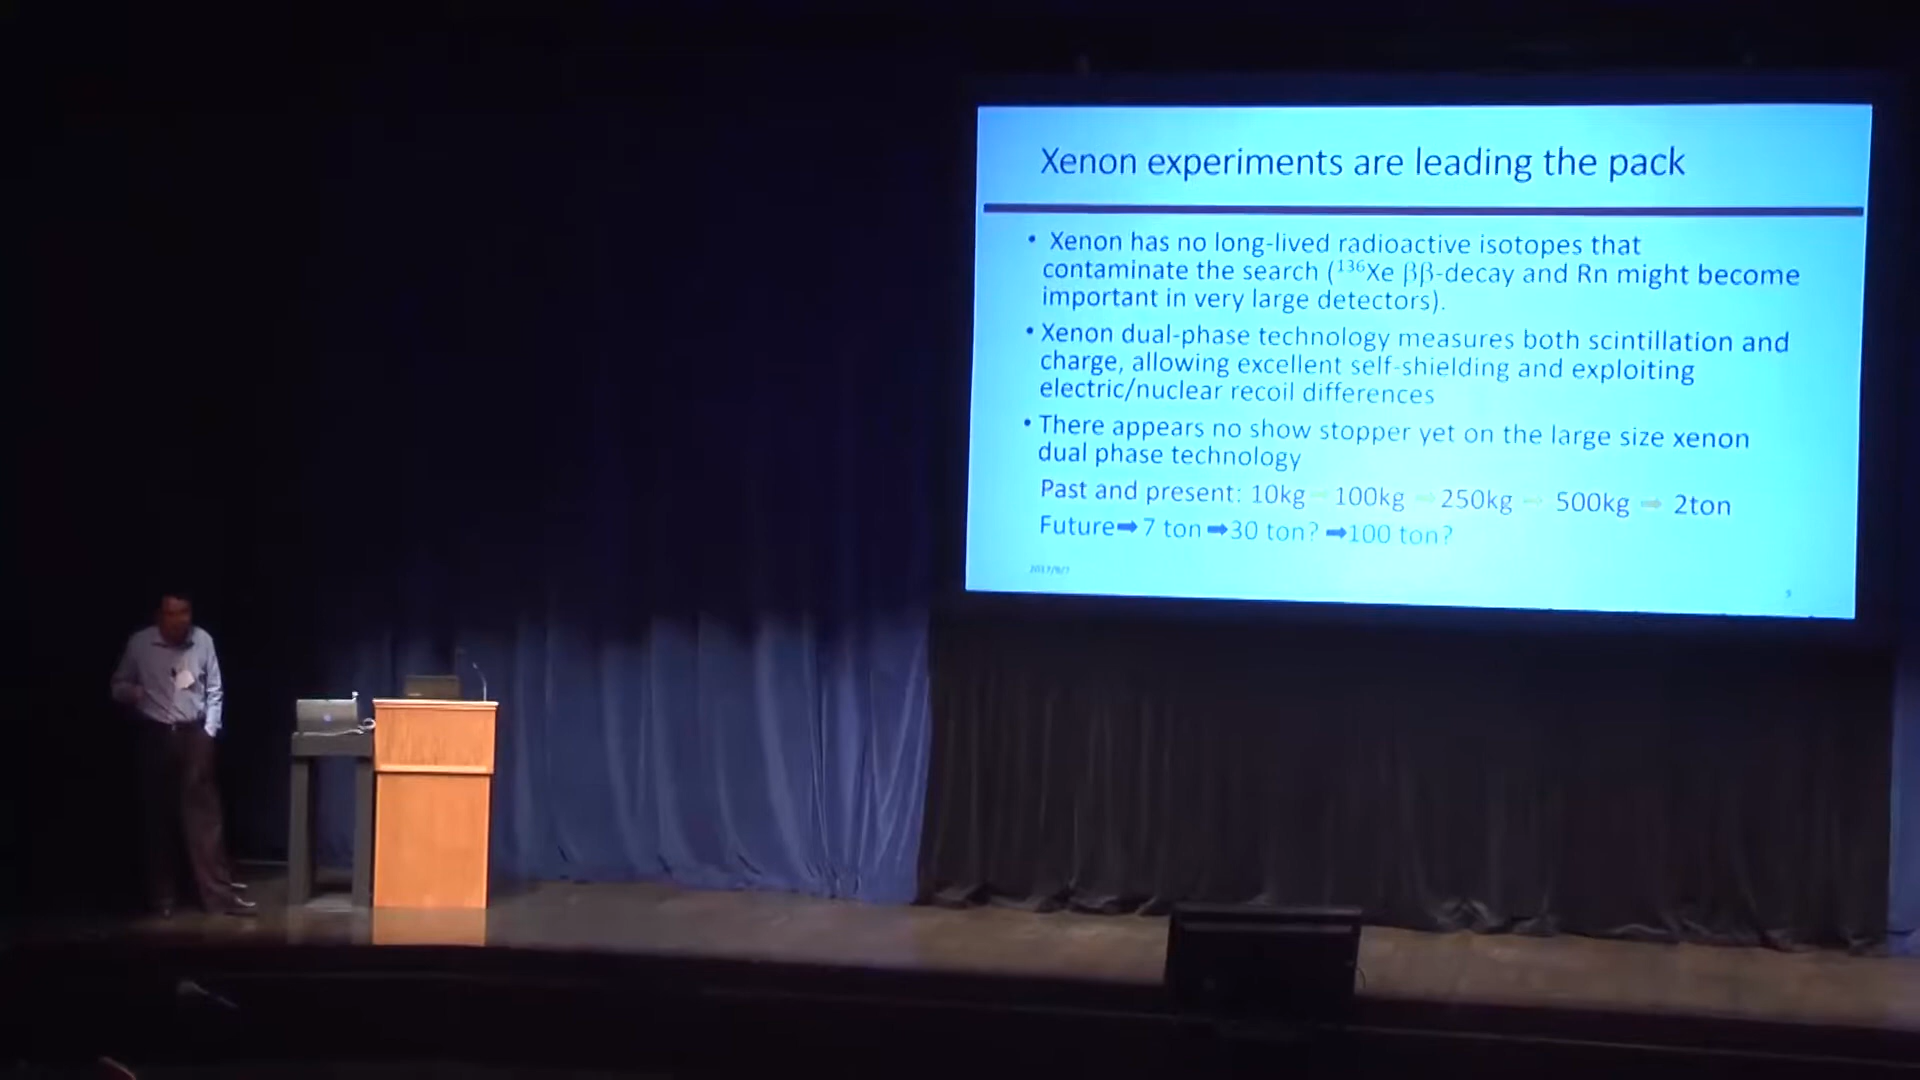 Xenon experiments are leading the pack
• Xenon has no long-lived radioactive isotopes that
contaminate the search (¹³⁶Xe ββ-decay and Rn might become
important in very large detectors).
• Xenon dual-phase technology measures both scintillation and
charge, allowing excellent self-shielding and exploiting
electric/nuclear recoil differences
• There appears no show stopper yet on the large size xenon
dual phase technology
Past and present: 10kg → 100kg → 250kg → 500kg ➡ 2ton
Future➡7 ton➡30 ton? ➡100 ton?